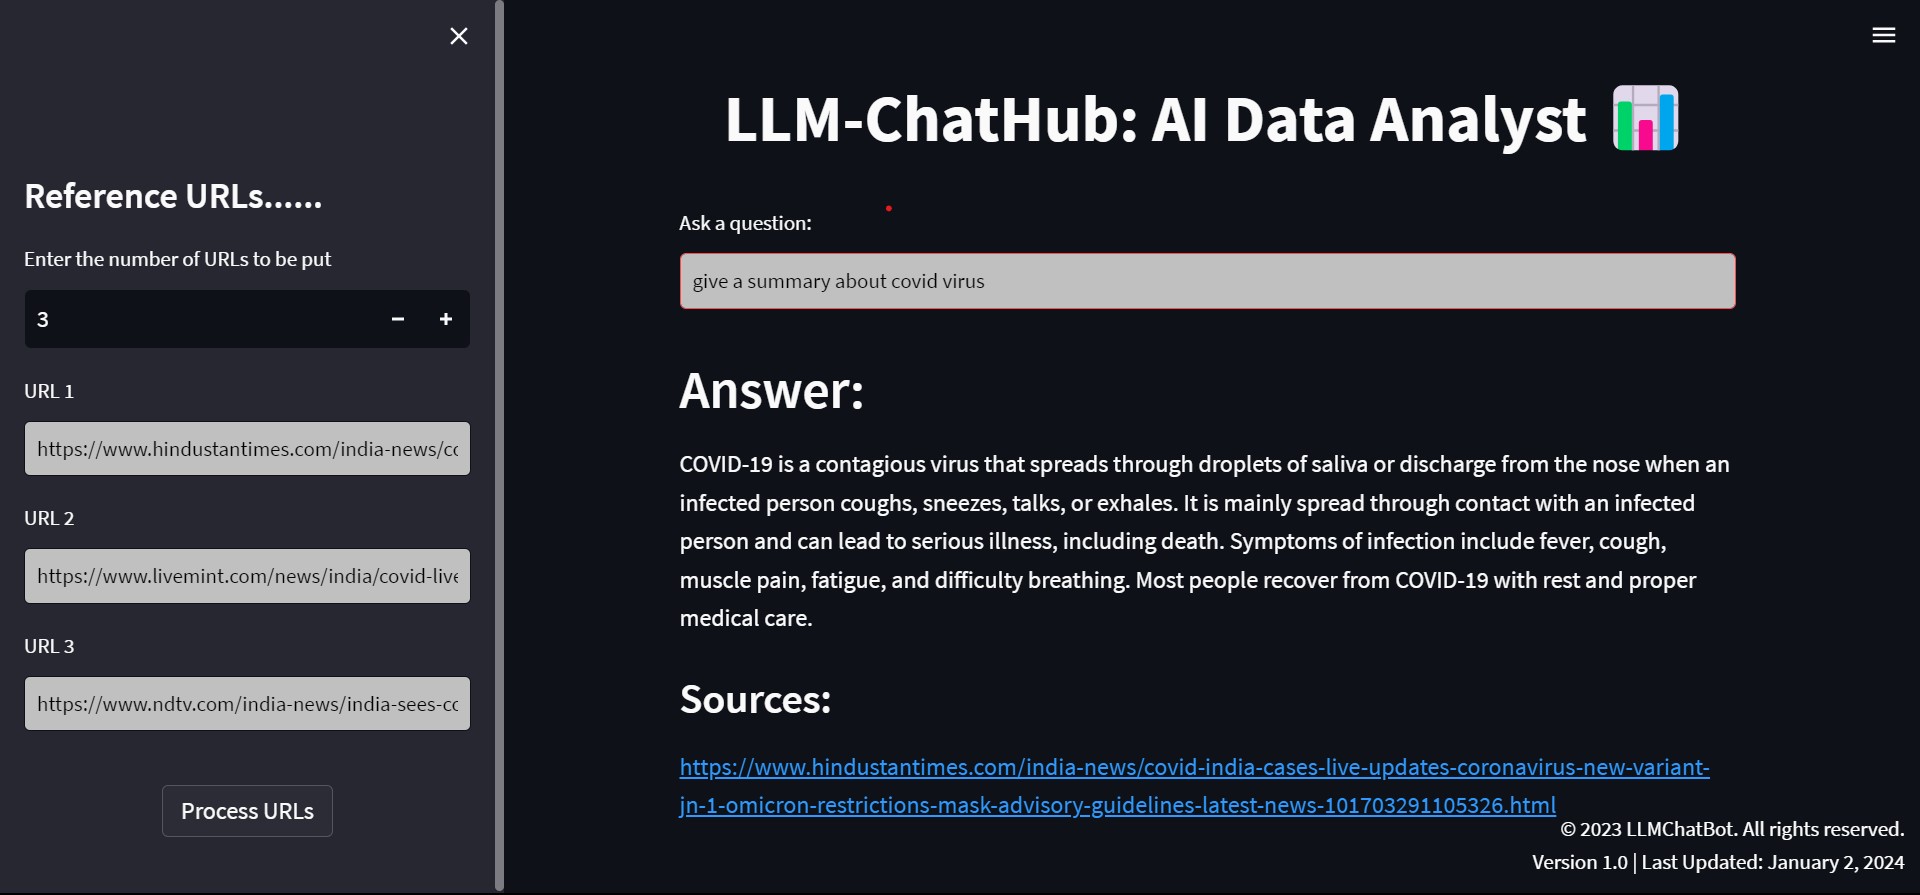 Reference URLs......
Enter the number of URLs to be put
3
URL 1
https://www.hindustantimes.com/india-news/co
URL 2
https://www.livemint.com/news/india/covid-live
URL 3
https://www.ndtv.com/india-news/india-sees-co
Process URLs
LLM-ChatHub: AI Data Analyst
Ask a question:
give a summary about covid virus
Answer:
COVID-19 is a contagious virus that spreads through droplets of saliva or discharge from the nose when an
infected person coughs, sneezes, talks, or exhales. It is mainly spread through contact with an infected
person and can lead to serious illness, including death. Symptoms of infection include fever, cough,
muscle pain, fatigue, and difficulty breathing. Most people recover from COVID-19 with rest and proper
medical care.
Sources:
https://www.hindustantimes.com/india-news/covid-india-cases-live-updates-coronavirus-new-variant-
jn-1-omicron-restrictions-mask-advisory-guidelines-latest-news-101703291105326.html
© 2023 LLMChatBot. All rights reserved.
Version 1.0 | Last Updated: January 2, 2024